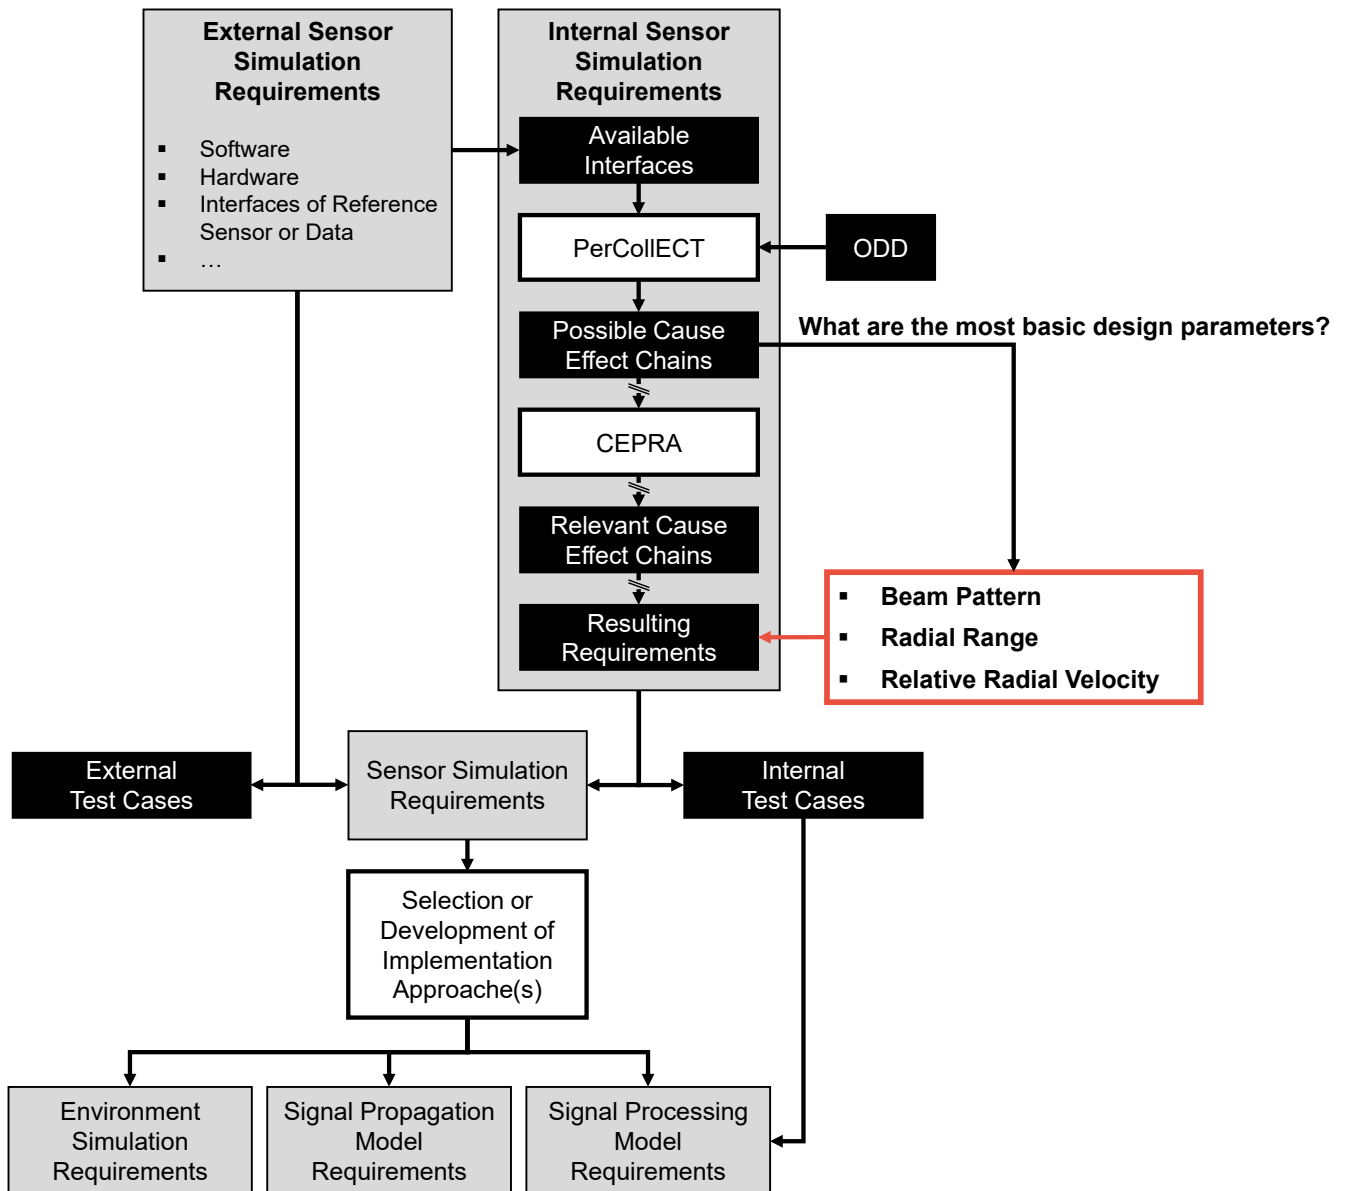 External Sensor
Simulation
Requirements
▪ Software
▪ Hardware
▪ Interfaces of Reference
Sensor or Data
▪ …
Internal Sensor
Simulation
Requirements
Available
Interfaces
PerCollECT
ODD
Possible Cause
Effect Chains
What are the most basic design parameters?
CEPRA
Relevant Cause
Effect Chains
Resulting
Requirements
▪ Beam Pattern
▪ Radial Range
▪ Relative Radial Velocity
External
Test Cases
Sensor Simulation
Requirements
Internal
Test Cases
Selection or
Development of
Implementation
Approache(s)
Environment
Simulation
Requirements
Signal Propagation
Model
Requirements
Signal Processing
Model
Requirements